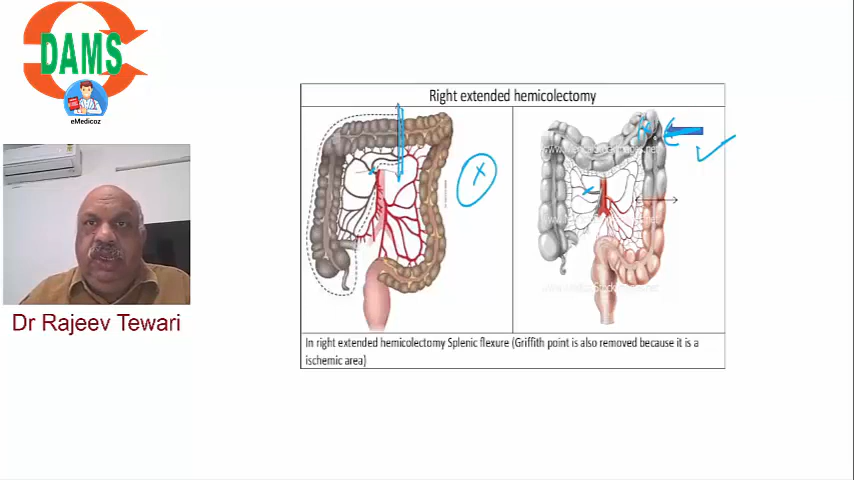 DAMS
eMedicoz
Dr Rajeev Tewari
Right extended hemicolectomy
In right extended hemicolectomy Splenic flexure (Griffith point is also removed because it is a
ischemic area)